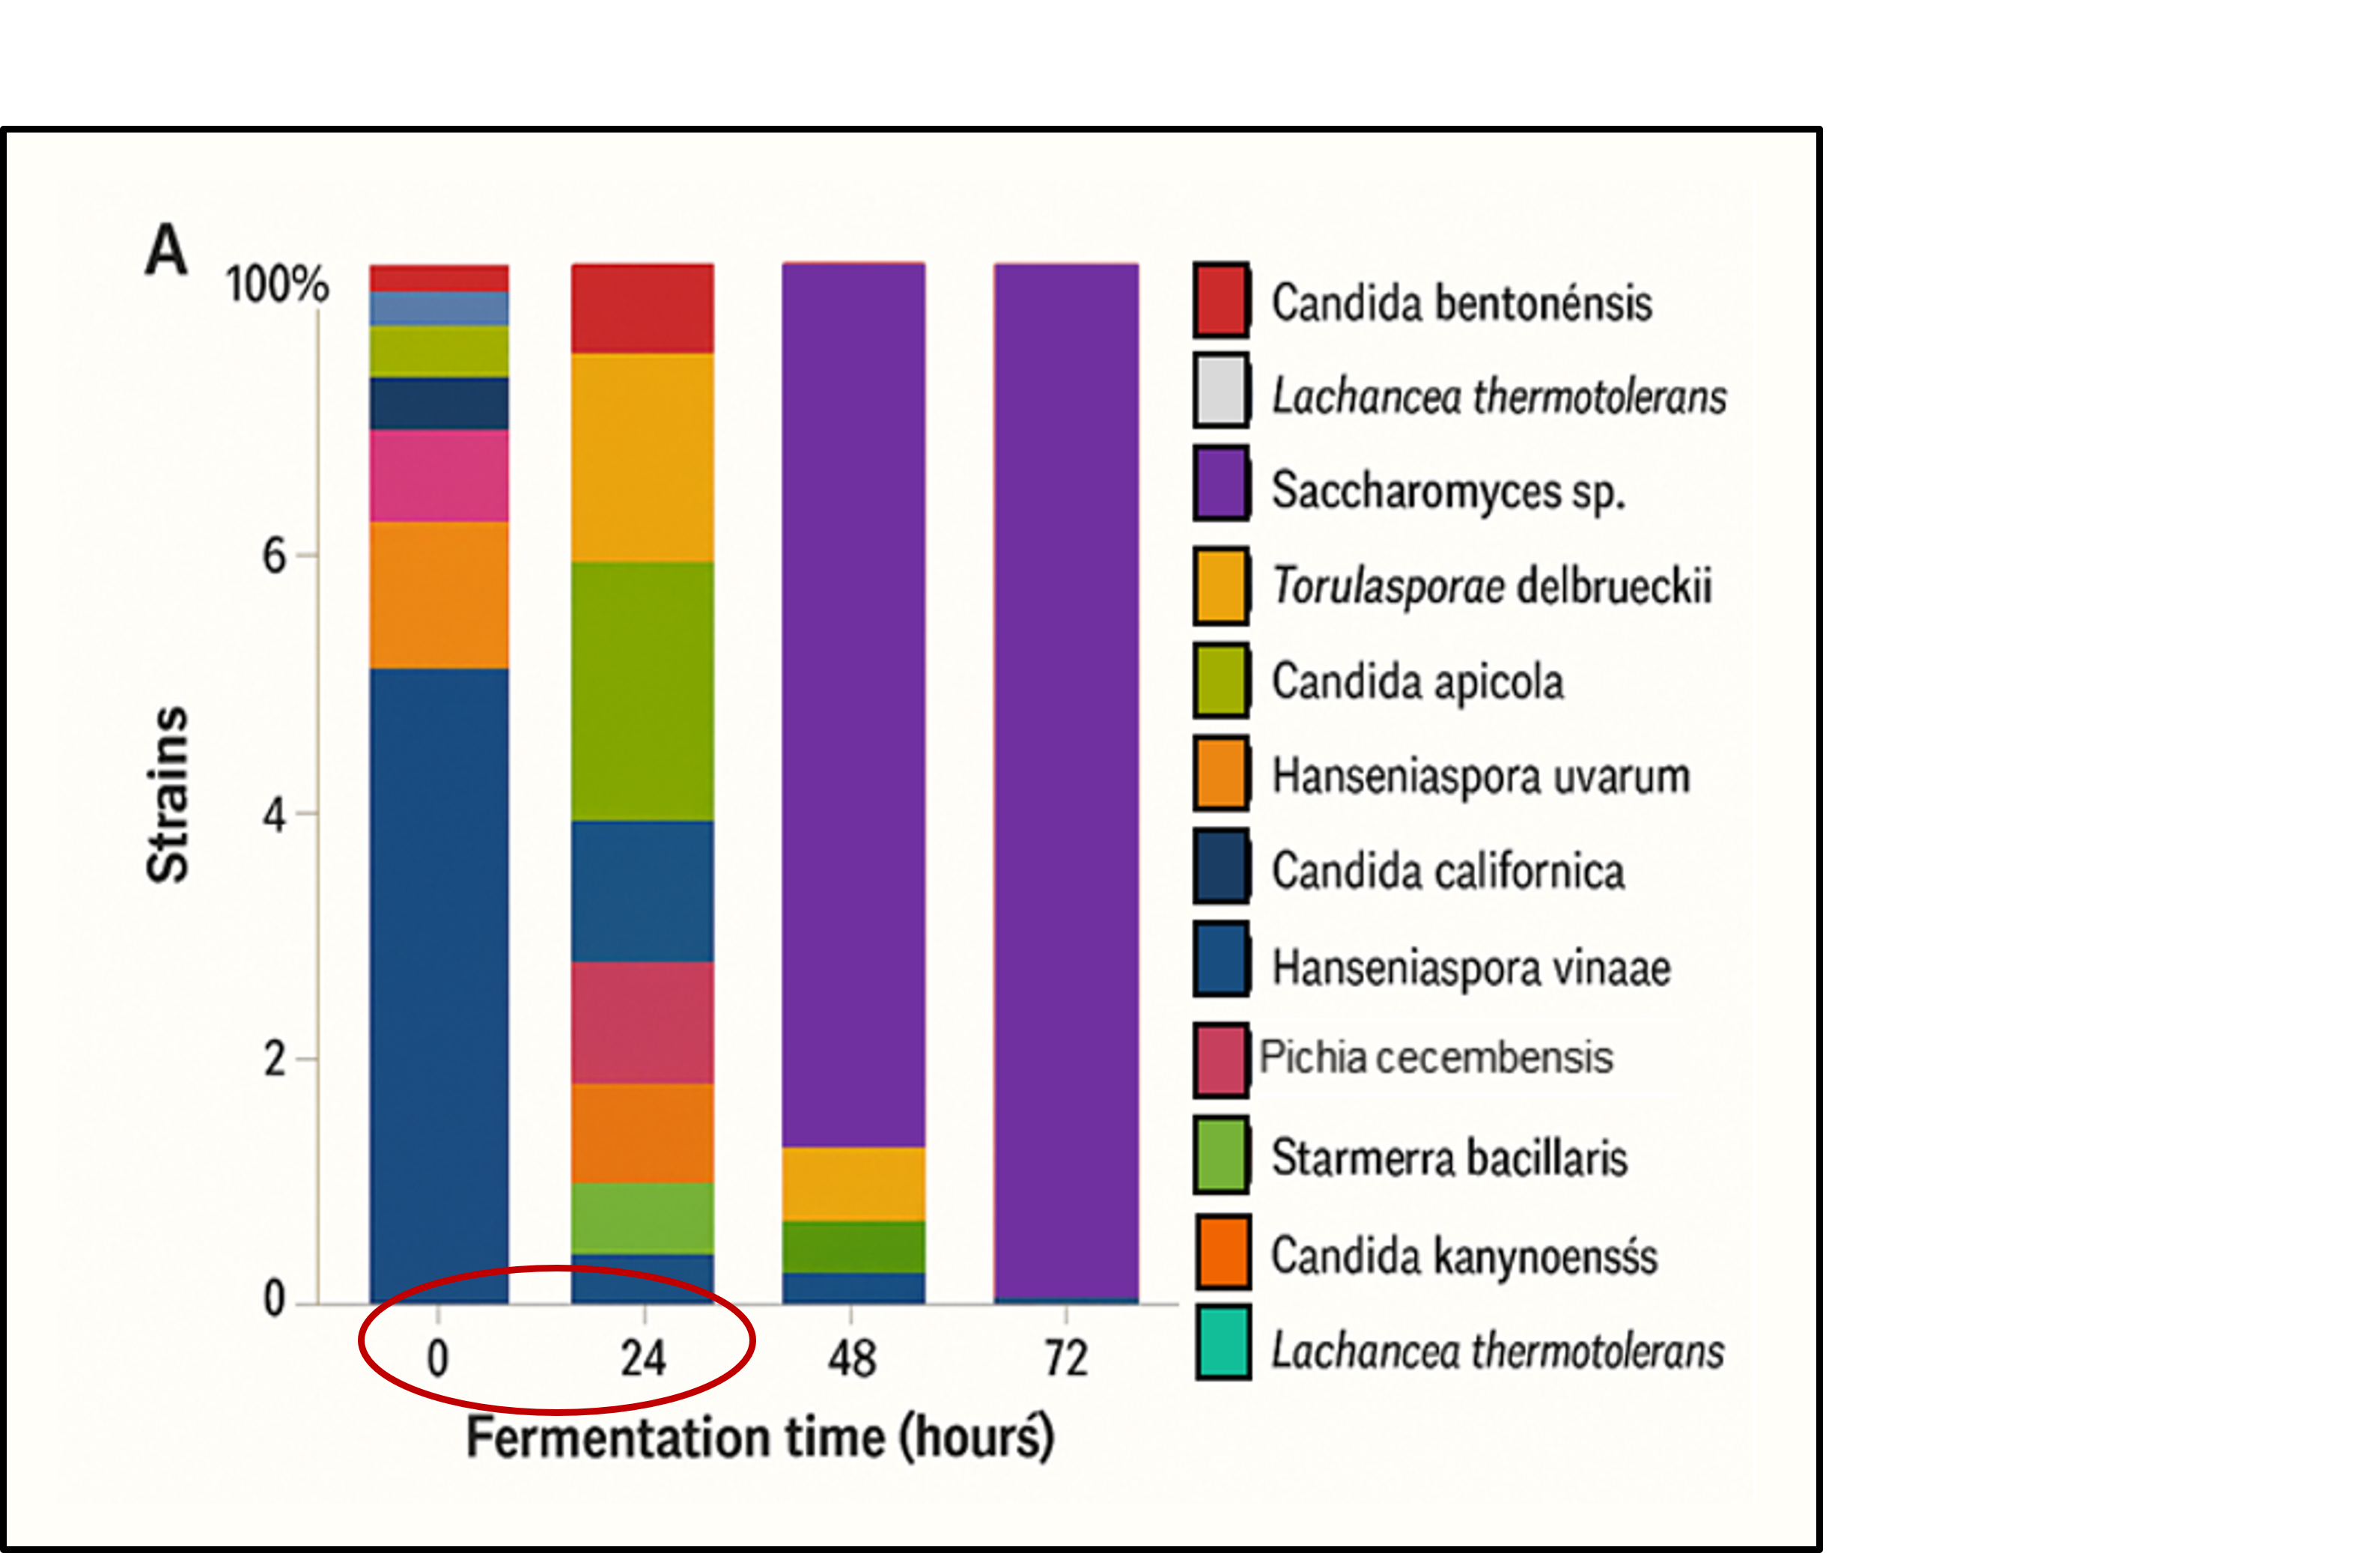 A
100%
6
4
2
0
Strains
0 24 48 72
Fermentation time (hourś)
Candida bentonénsis
Lachancea thermotolerans
Saccharomyces sp.
Torulasporae delbrueckii
Candida apicola
Hanseniaspora uvarum
Candida californica
Hanseniaspora vinaae
Pichia cecembensis
Starmerra bacillaris
Candida kanynoensśs
Lachancea thermotolerans